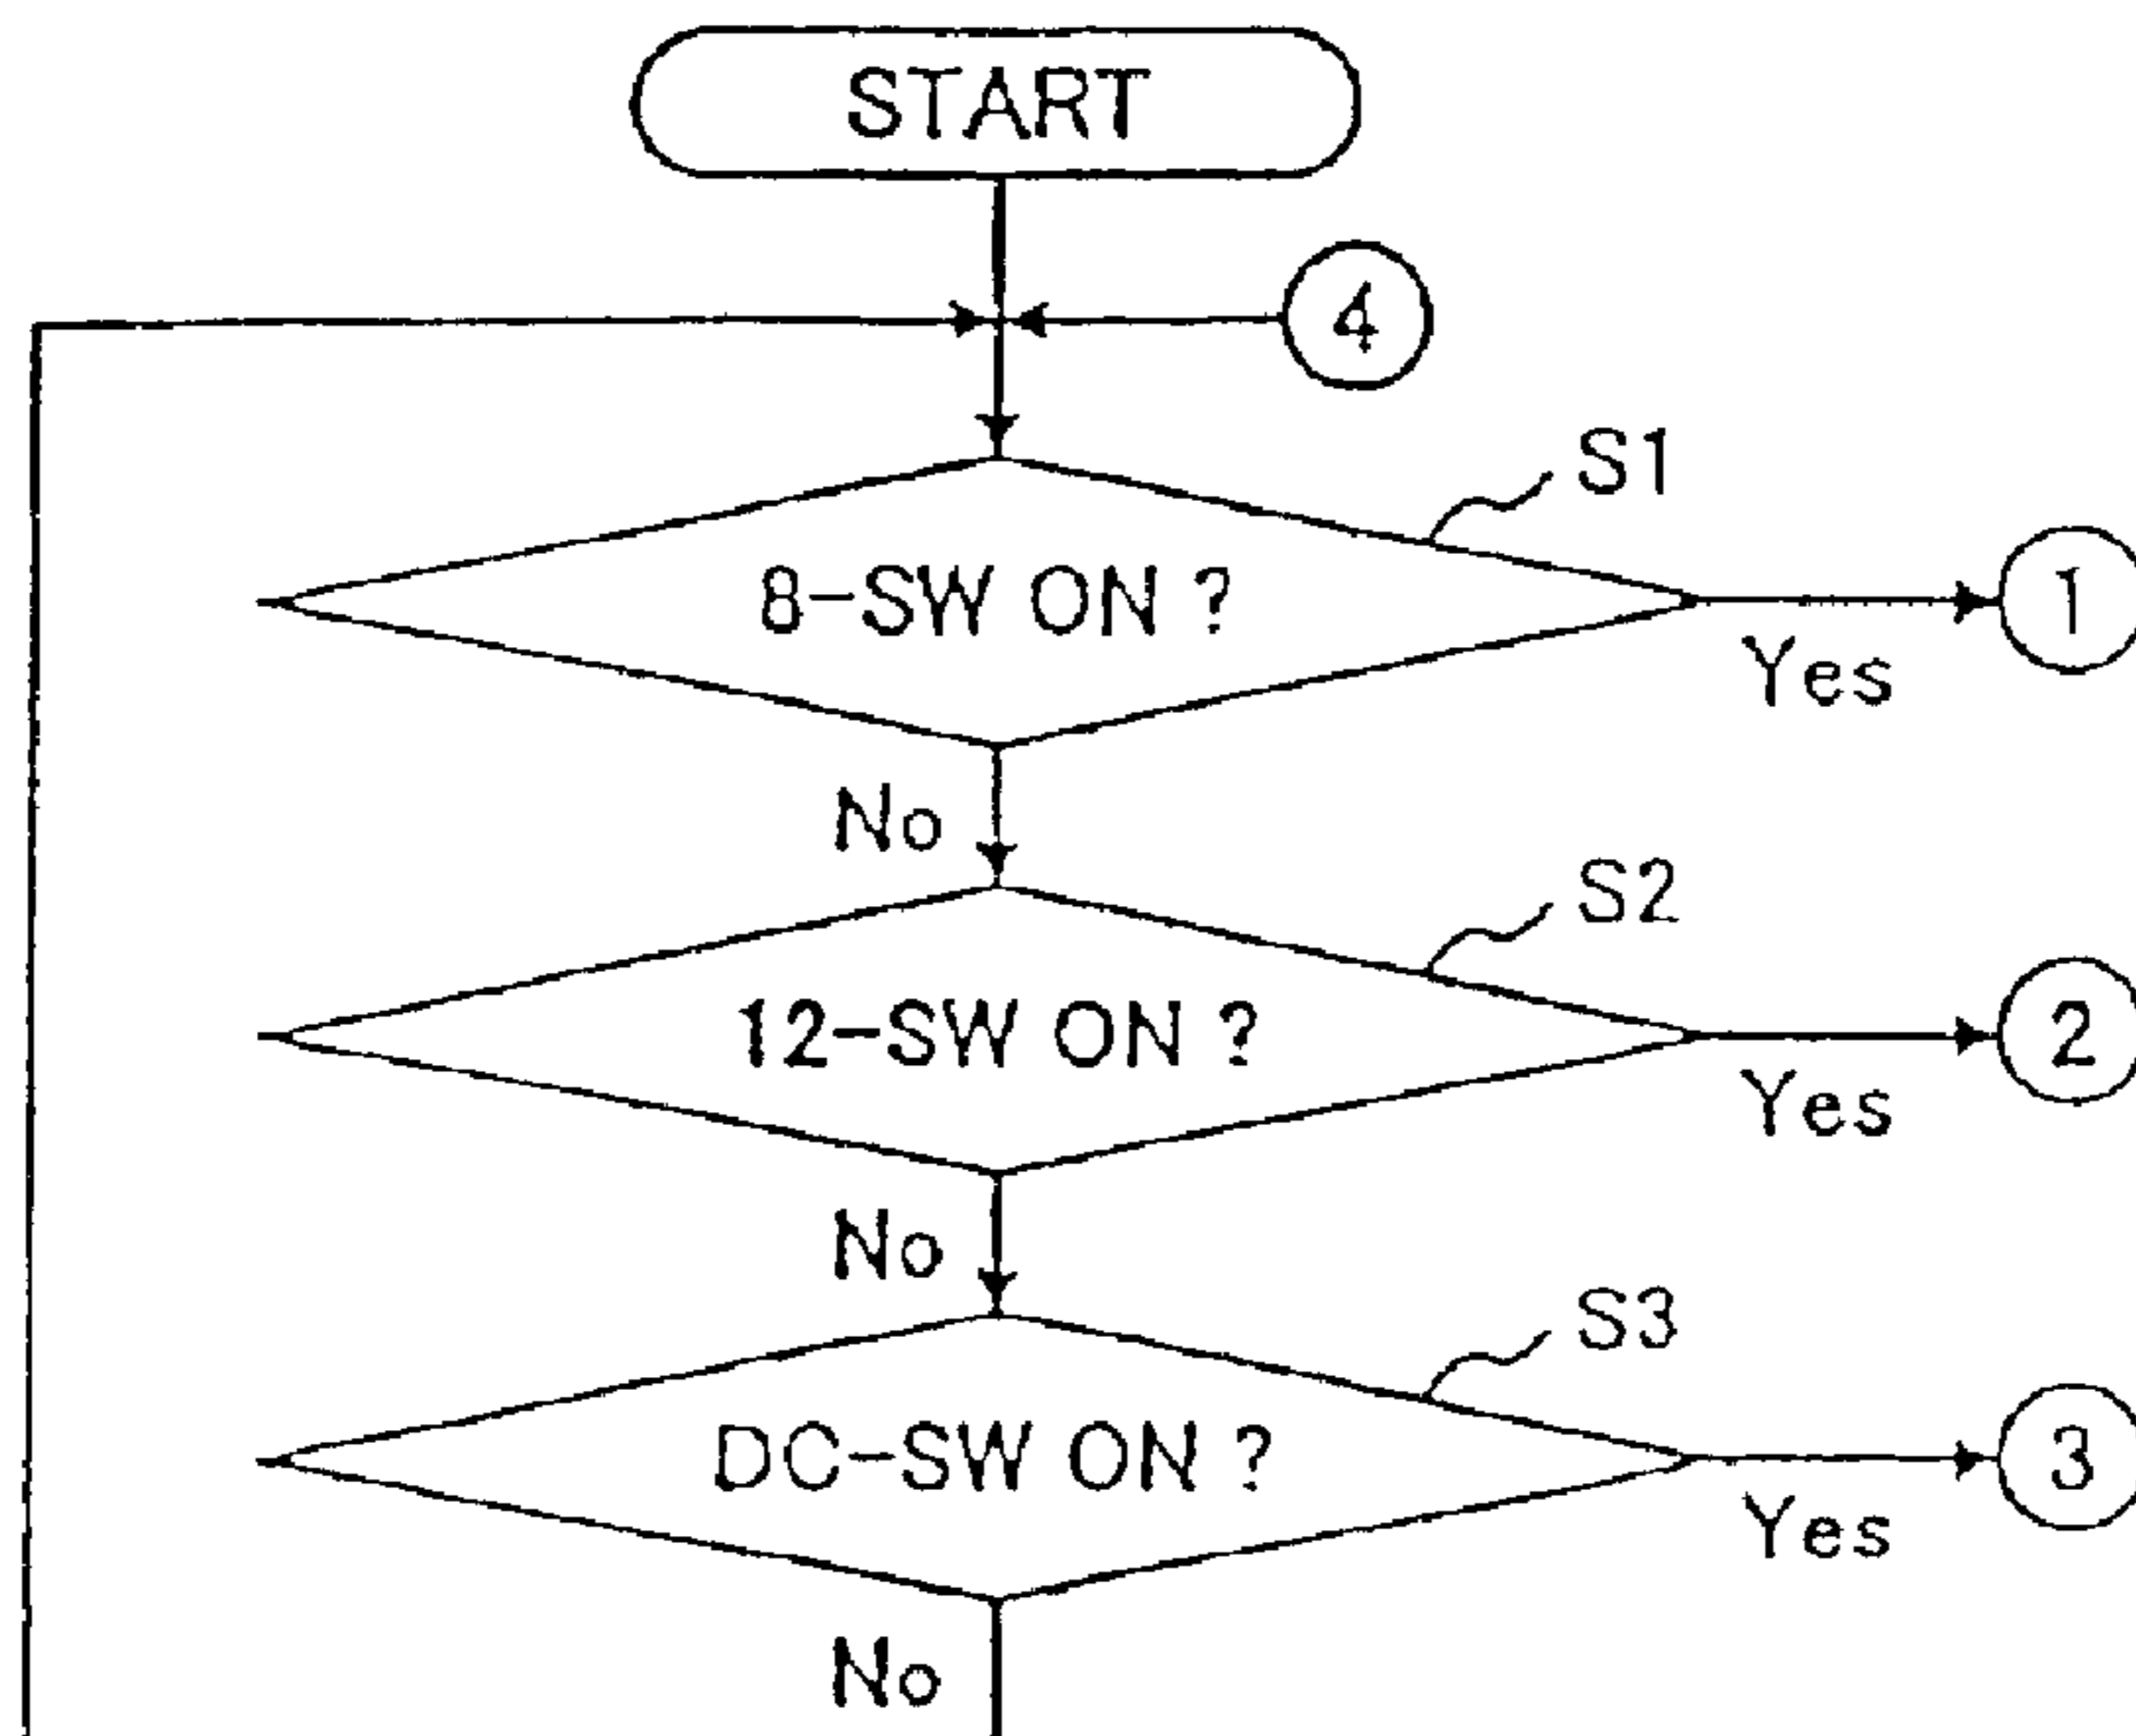 START
4
S1
8-SW ON ?
1
Yes
No
S2
12-SW ON ?
2
Yes
No
S3
DC-SW ON ?
3
Yes
No